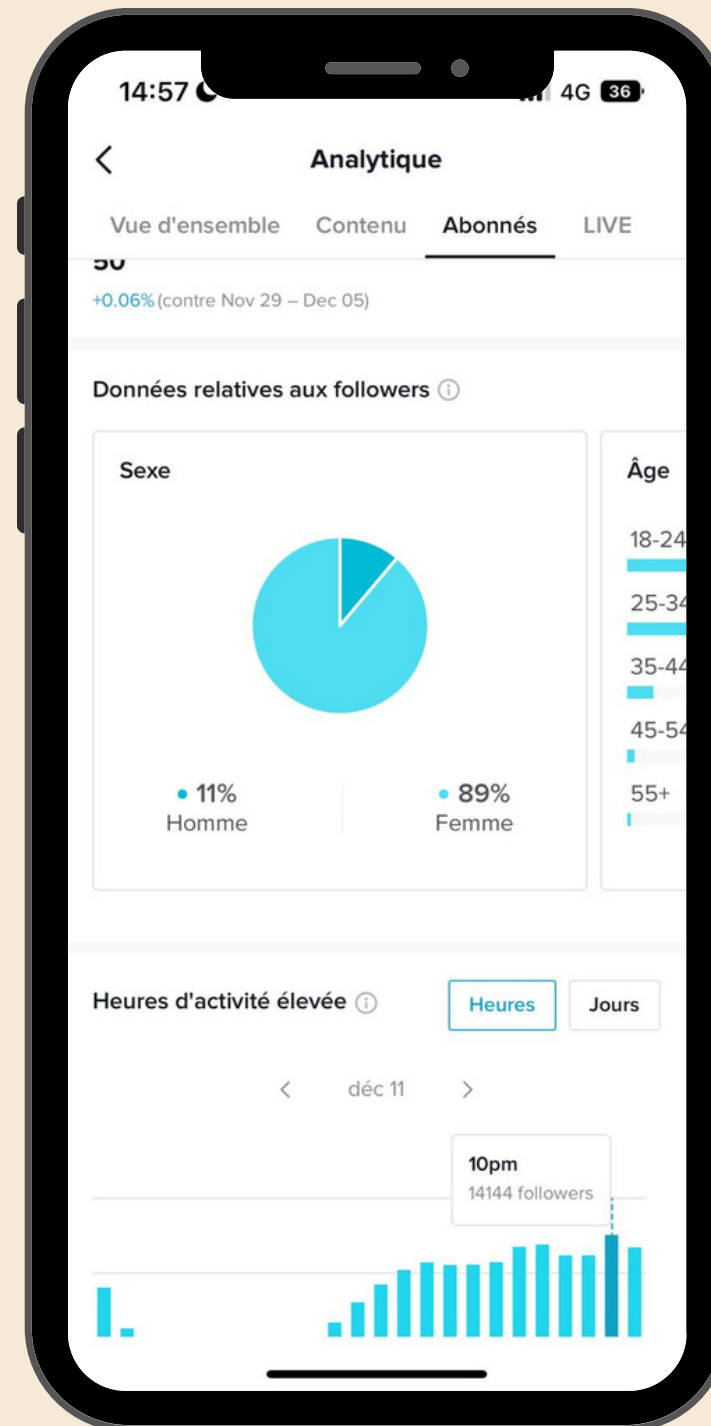 14:57
4G 36
Analytique
Vue d'ensemble Contenu Abonnés LIVE
50
+0.06% (contre Nov 29 – Dec 05)
Données relatives aux followers
Sexe
11%
Homme
89%
Femme
Âge
18-24
25-34
35-44
45-54
55+
Heures d'activité élevée
Heures Jours
déc 11
10pm
14144 followers